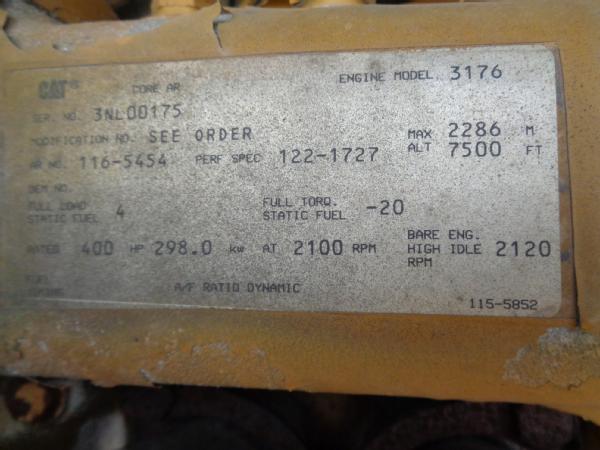 CAT CORE AR ENGINE MODEL 3176
SER. NO. 3NL00175
MODIFICATION NO. SEE ORDER MAX 2286 M
AR NO. 116-5454 PERF SPEC 122-1727 ALT 7500 FT
OEM NO.
FULL LOAD STATIC FUEL 4 FULL TORQ. STATIC FUEL -20
RATED 400 HP 298.0 kw AT 2100 RPM BARE ENG. HIGH IDLE RPM 2120
FUEL
A/F RATIO DYNAMIC
115-5852